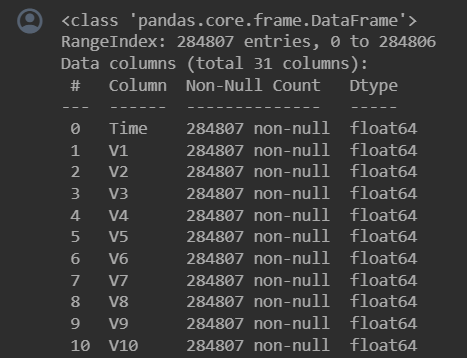 <class 'pandas.core.frame.DataFrame'>
RangeIndex: 284807 entries, 0 to 284806
Data columns (total 31 columns):
 #   Column  Non-Null Count   Dtype
---  ------  --------------   -----
 0   Time    284807 non-null  float64
 1   V1      284807 non-null  float64
 2   V2      284807 non-null  float64
 3   V3      284807 non-null  float64
 4   V4      284807 non-null  float64
 5   V5      284807 non-null  float64
 6   V6      284807 non-null  float64
 7   V7      284807 non-null  float64
 8   V8      284807 non-null  float64
 9   V9      284807 non-null  float64
 10  V10     284807 non-null  float64